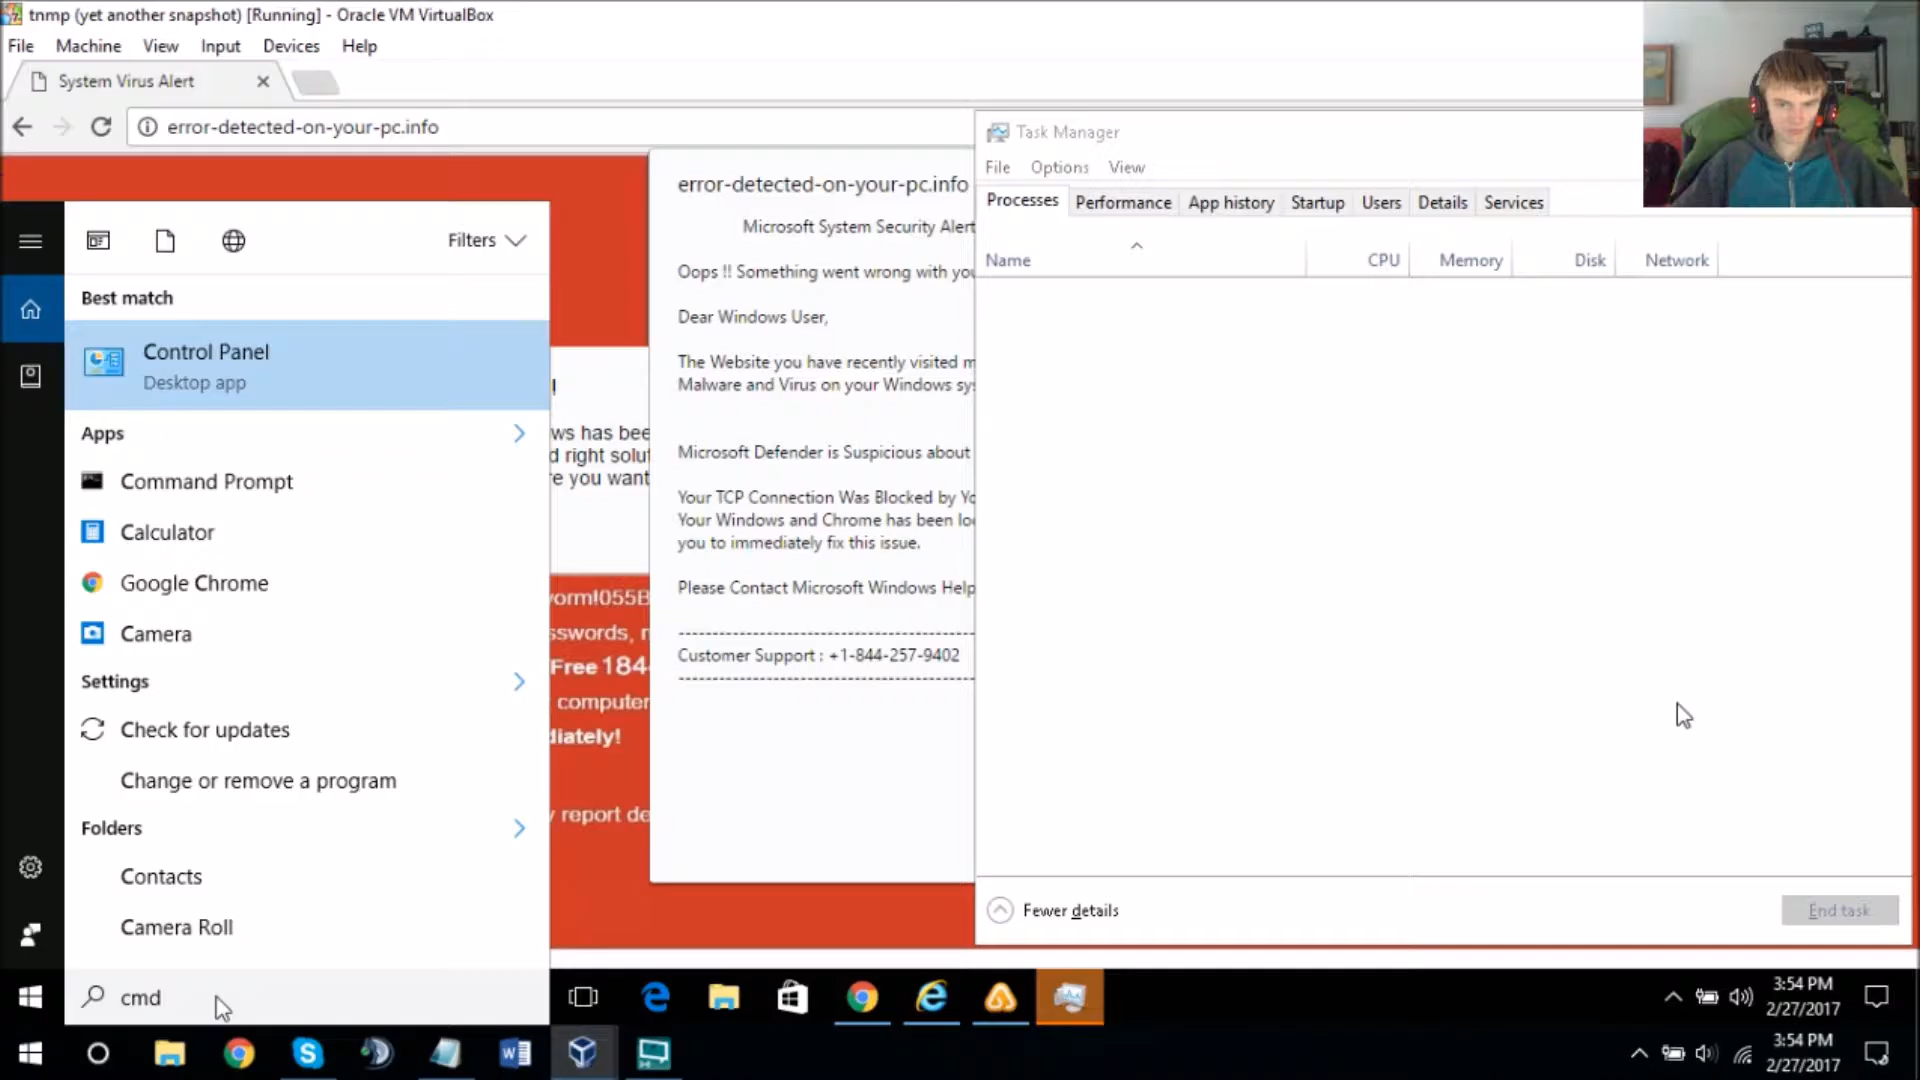 tnmp (yet another snapshot) [Running] - Oracle VM VirtualBox
File Machine View Input Devices Help
System Virus Alert
error-detected-on-your-pc.info
Task Manager
File Options View
Processes Performance App history Startup Users Details Services
Name CPU Memory Disk Network
Fewer details
End task
error-detected-on-your-pc.info
Microsoft System Security Alert
Oops !! Something went wrong with you
Dear Windows User,
The Website you have recently visited m
Malware and Virus on your Windows sys
Microsoft Defender is Suspicious about
Your TCP Connection Was Blocked by Yo
Your Windows and Chrome has been loc
you to immediately fix this issue.
Please Contact Microsoft Windows Help
Customer Support : +1-844-257-9402
ws has bee
d right solut
re you want
orm!055B
sswords, r
Free 184
computer
diately!
y report de
Filters
Best match
Control Panel
Desktop app
Apps
Command Prompt
Calculator
Google Chrome
Camera
Settings
Check for updates
Change or remove a program
Folders
Contacts
Camera Roll
cmd
3:54 PM
2/27/2017
3:54 PM
2/27/2017